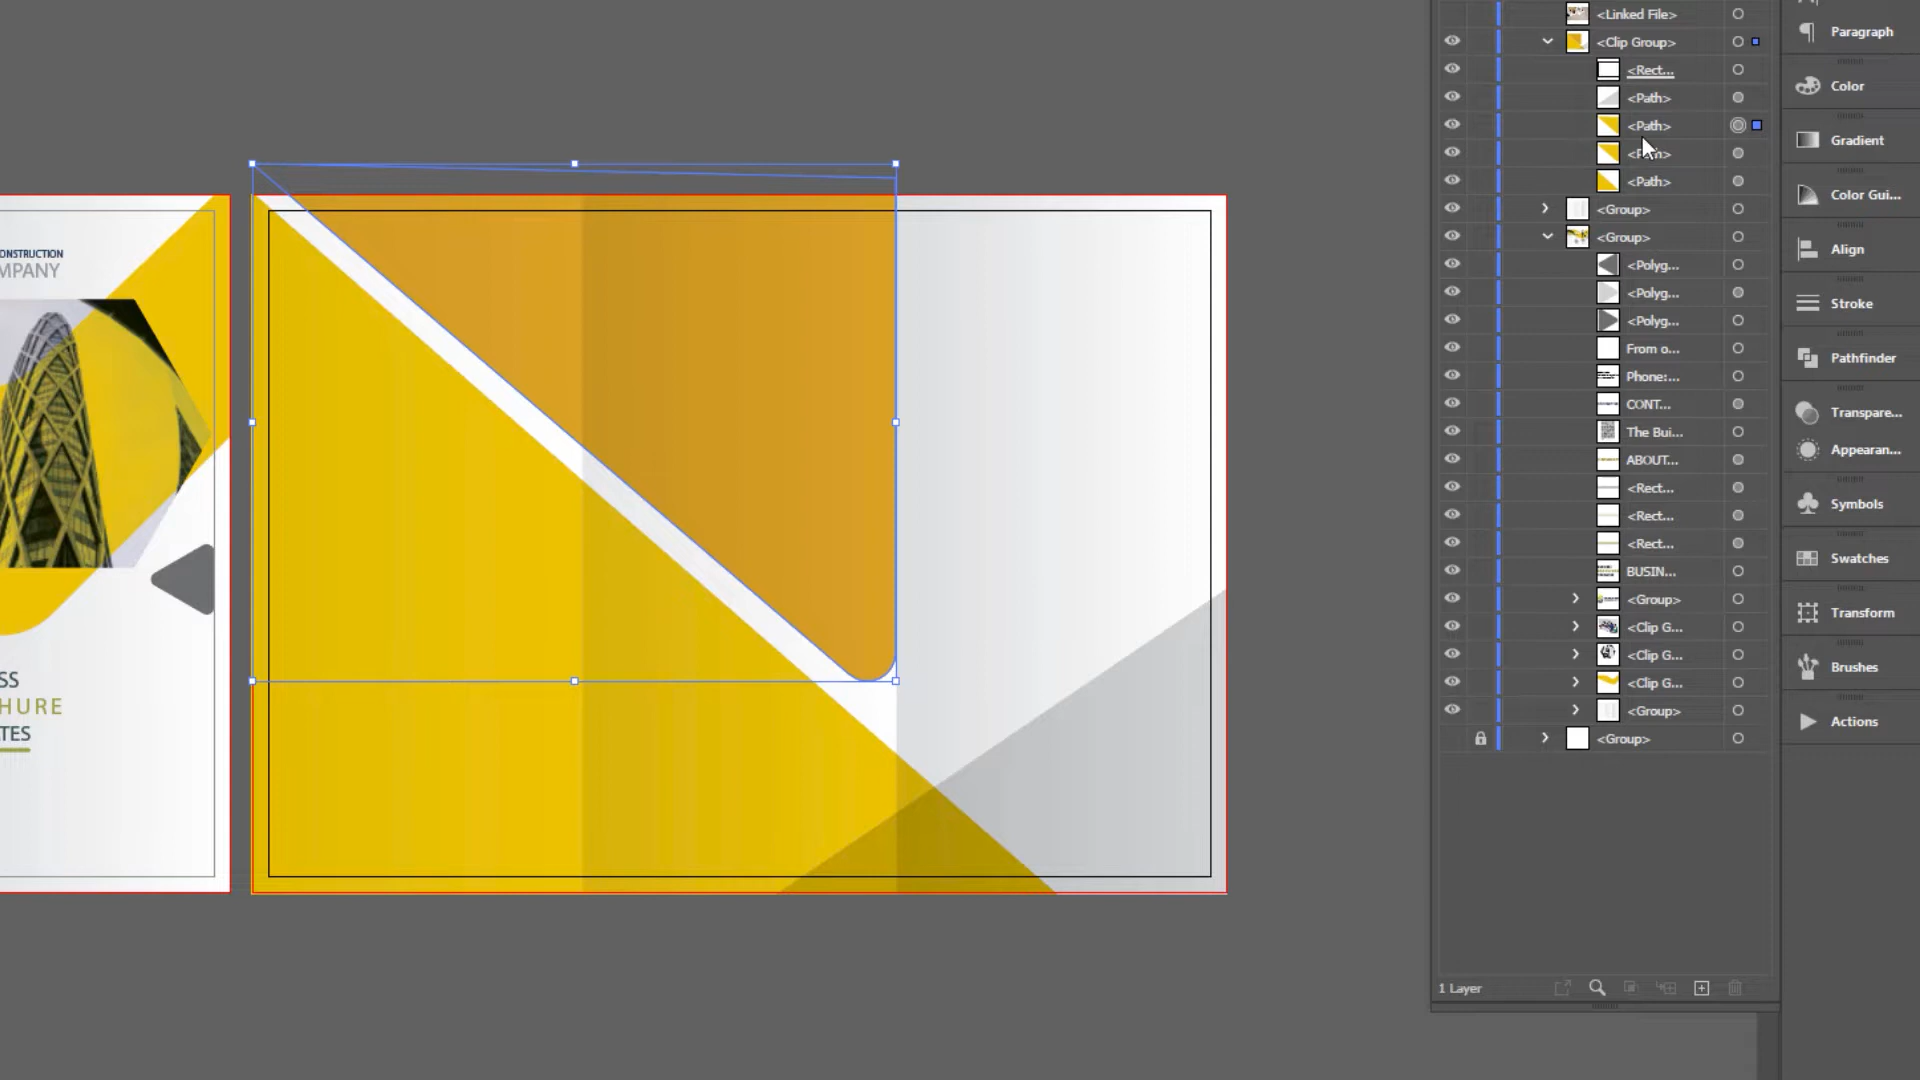 ONSTRUCTION
MPANY
SS
HURE
TES
<Linked File>
<Clip Group>
<Rect...
<Path>
<Path>
<Path>
<Group>
<Group>
<Polyg...
<Polyg...
<Polyg...
From o...
Phone:...
CONT...
The Bui...
ABOUT...
<Rect...
<Rect...
<Rect...
BUSIN...
<Group>
<Clip G...
<Clip G...
<Clip G...
<Group>
<Group>
1 Layer
Paragraph
Color
Gradient
Color Gui...
Align
Stroke
Pathfinder
Transpare...
Appearan...
Symbols
Swatches
Transform
Brushes
Actions